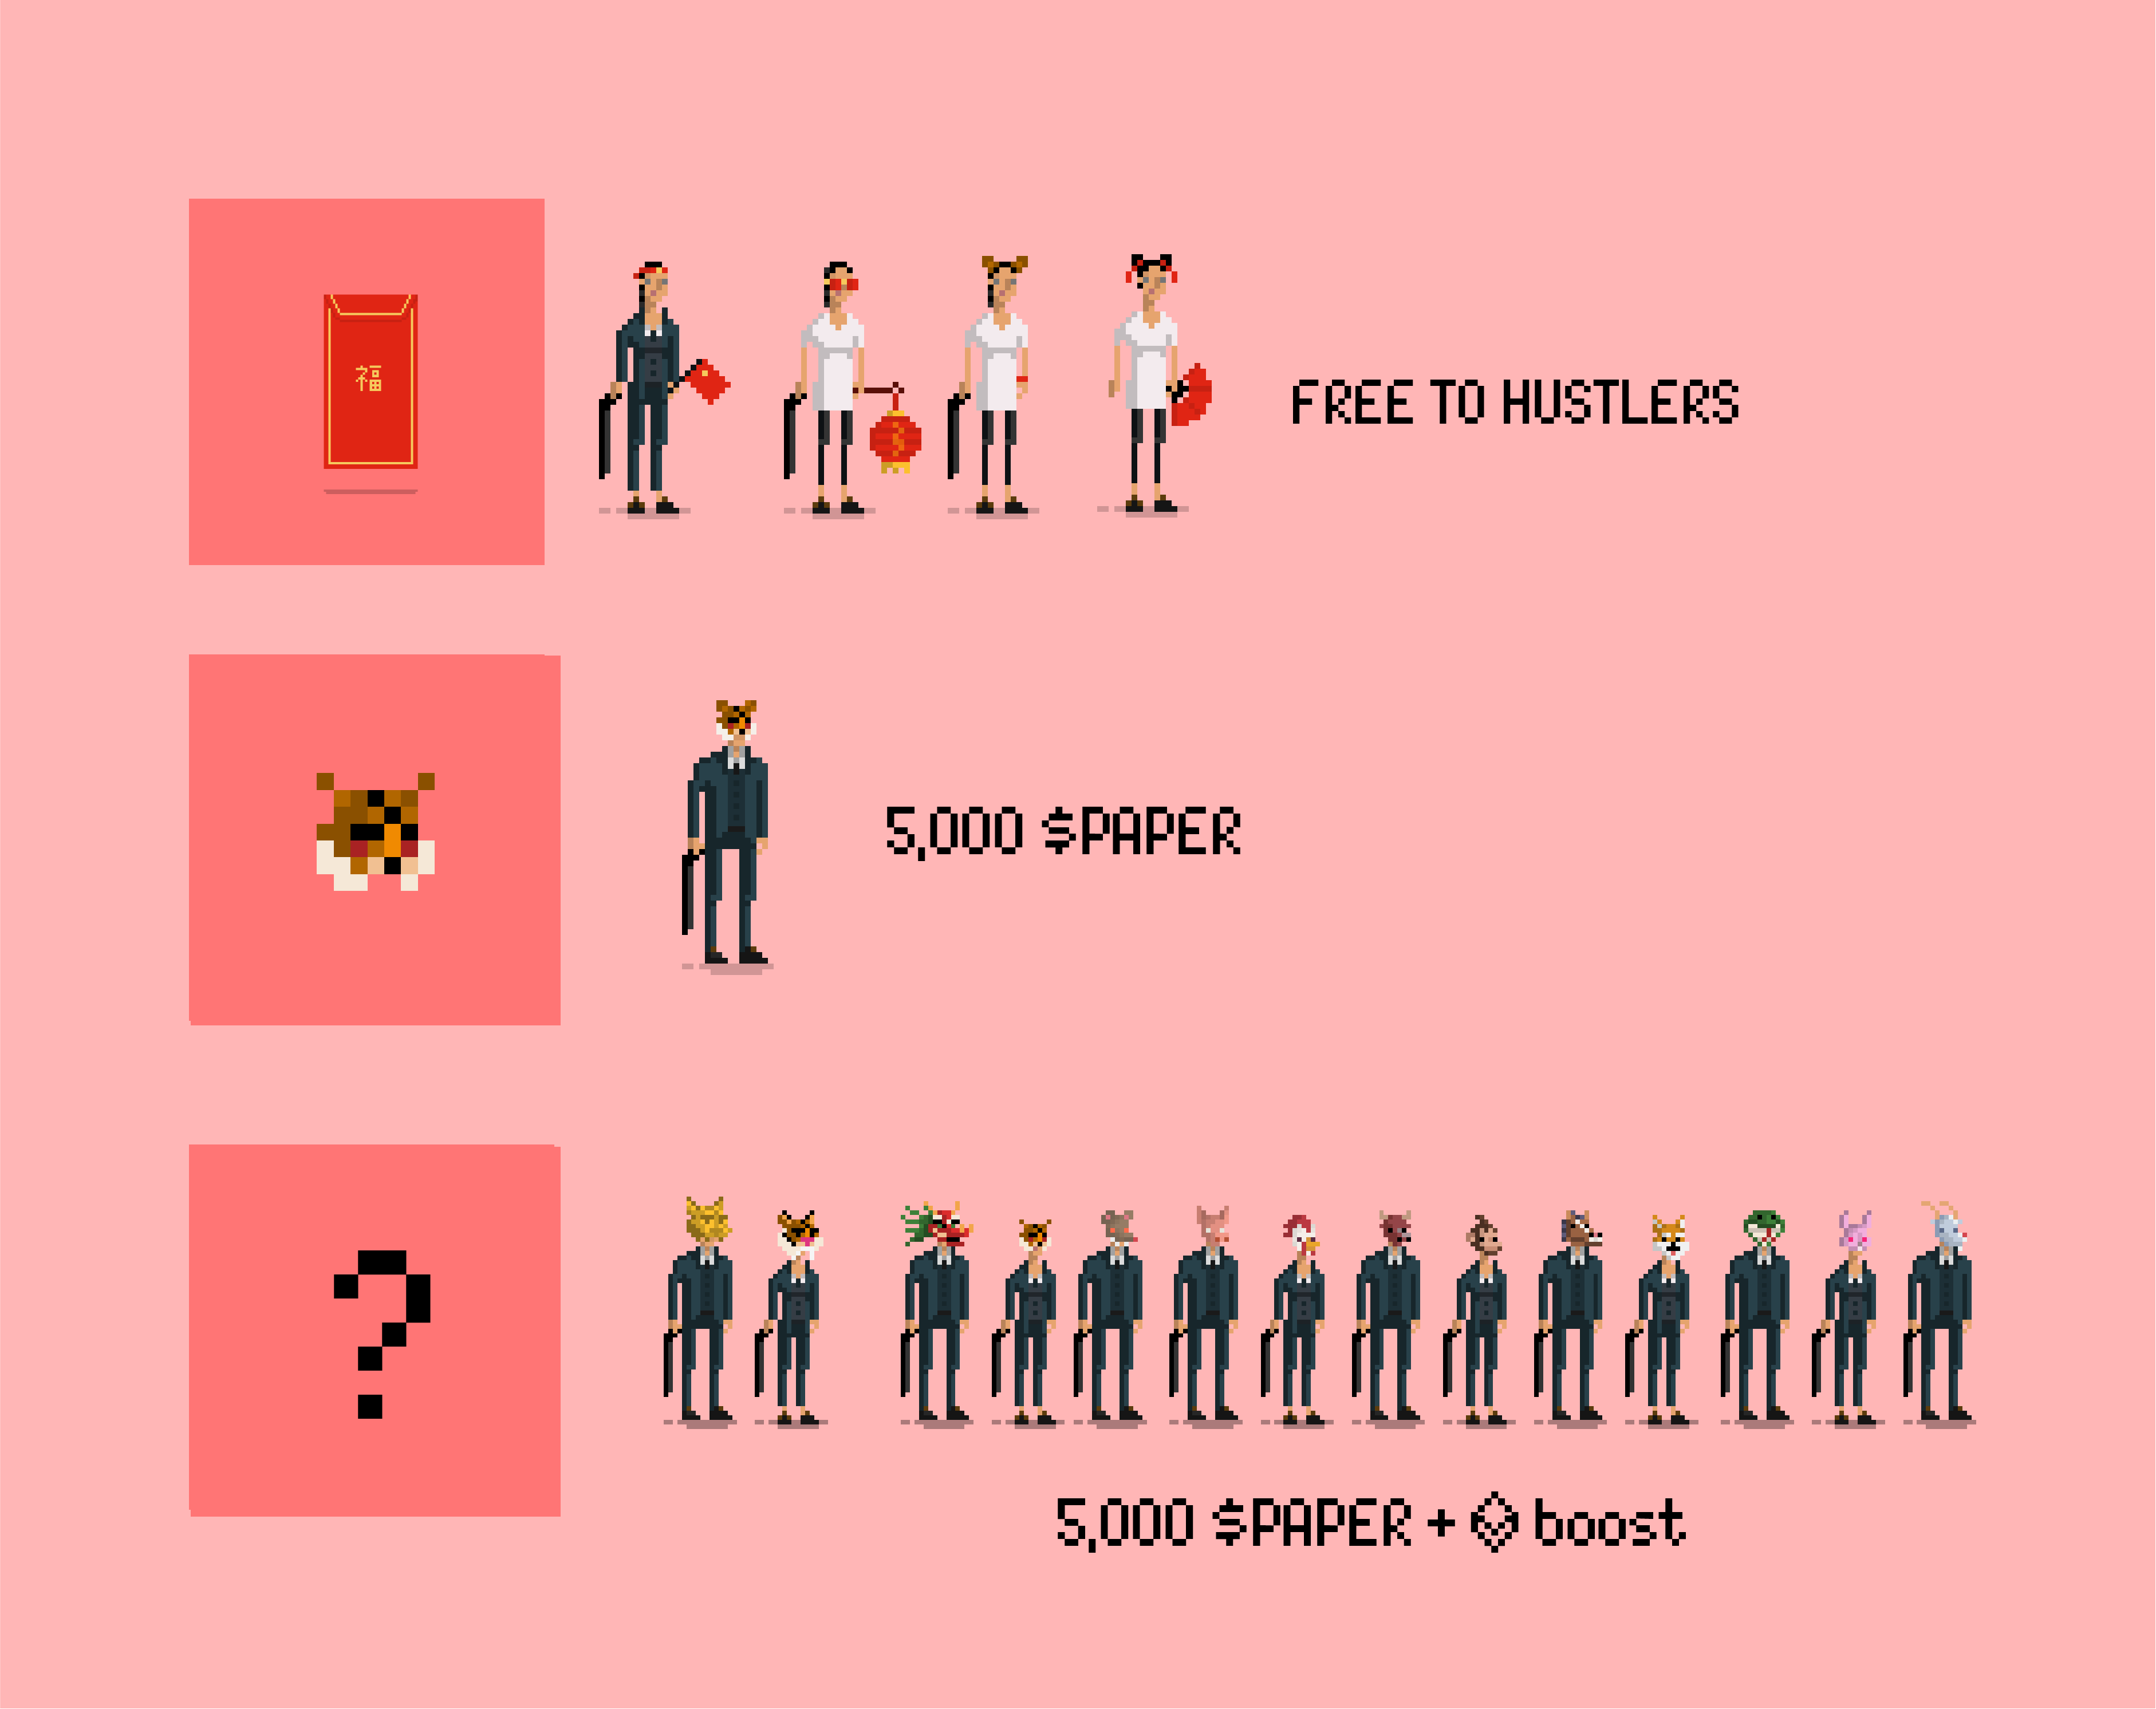 福
FREE TO HUSTLERS
5,000 $PAPER
?
5,000 $PAPER + boost